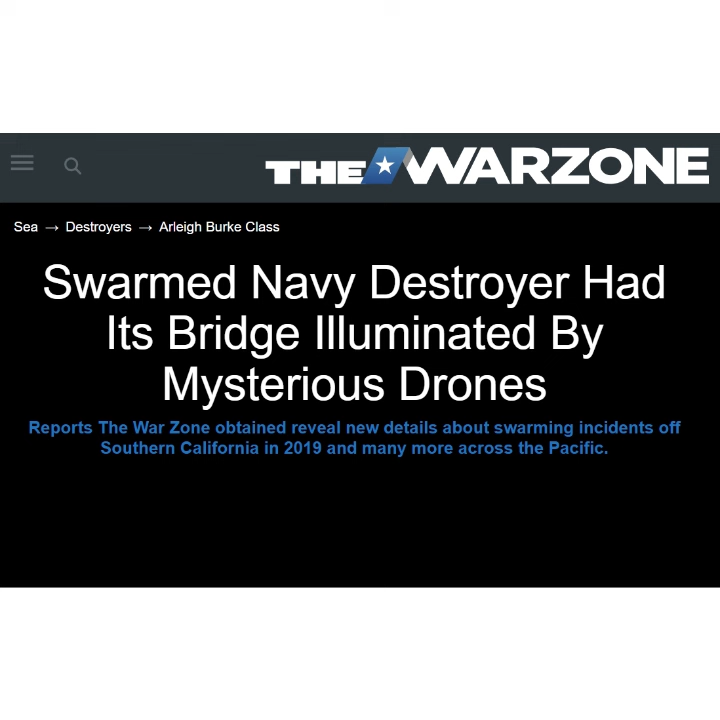 THE WARZONE
Sea → Destroyers → Arleigh Burke Class
Swarmed Navy Destroyer Had
Its Bridge Illuminated By
Mysterious Drones
Reports The War Zone obtained reveal new details about swarming incidents off
Southern California in 2019 and many more across the Pacific.